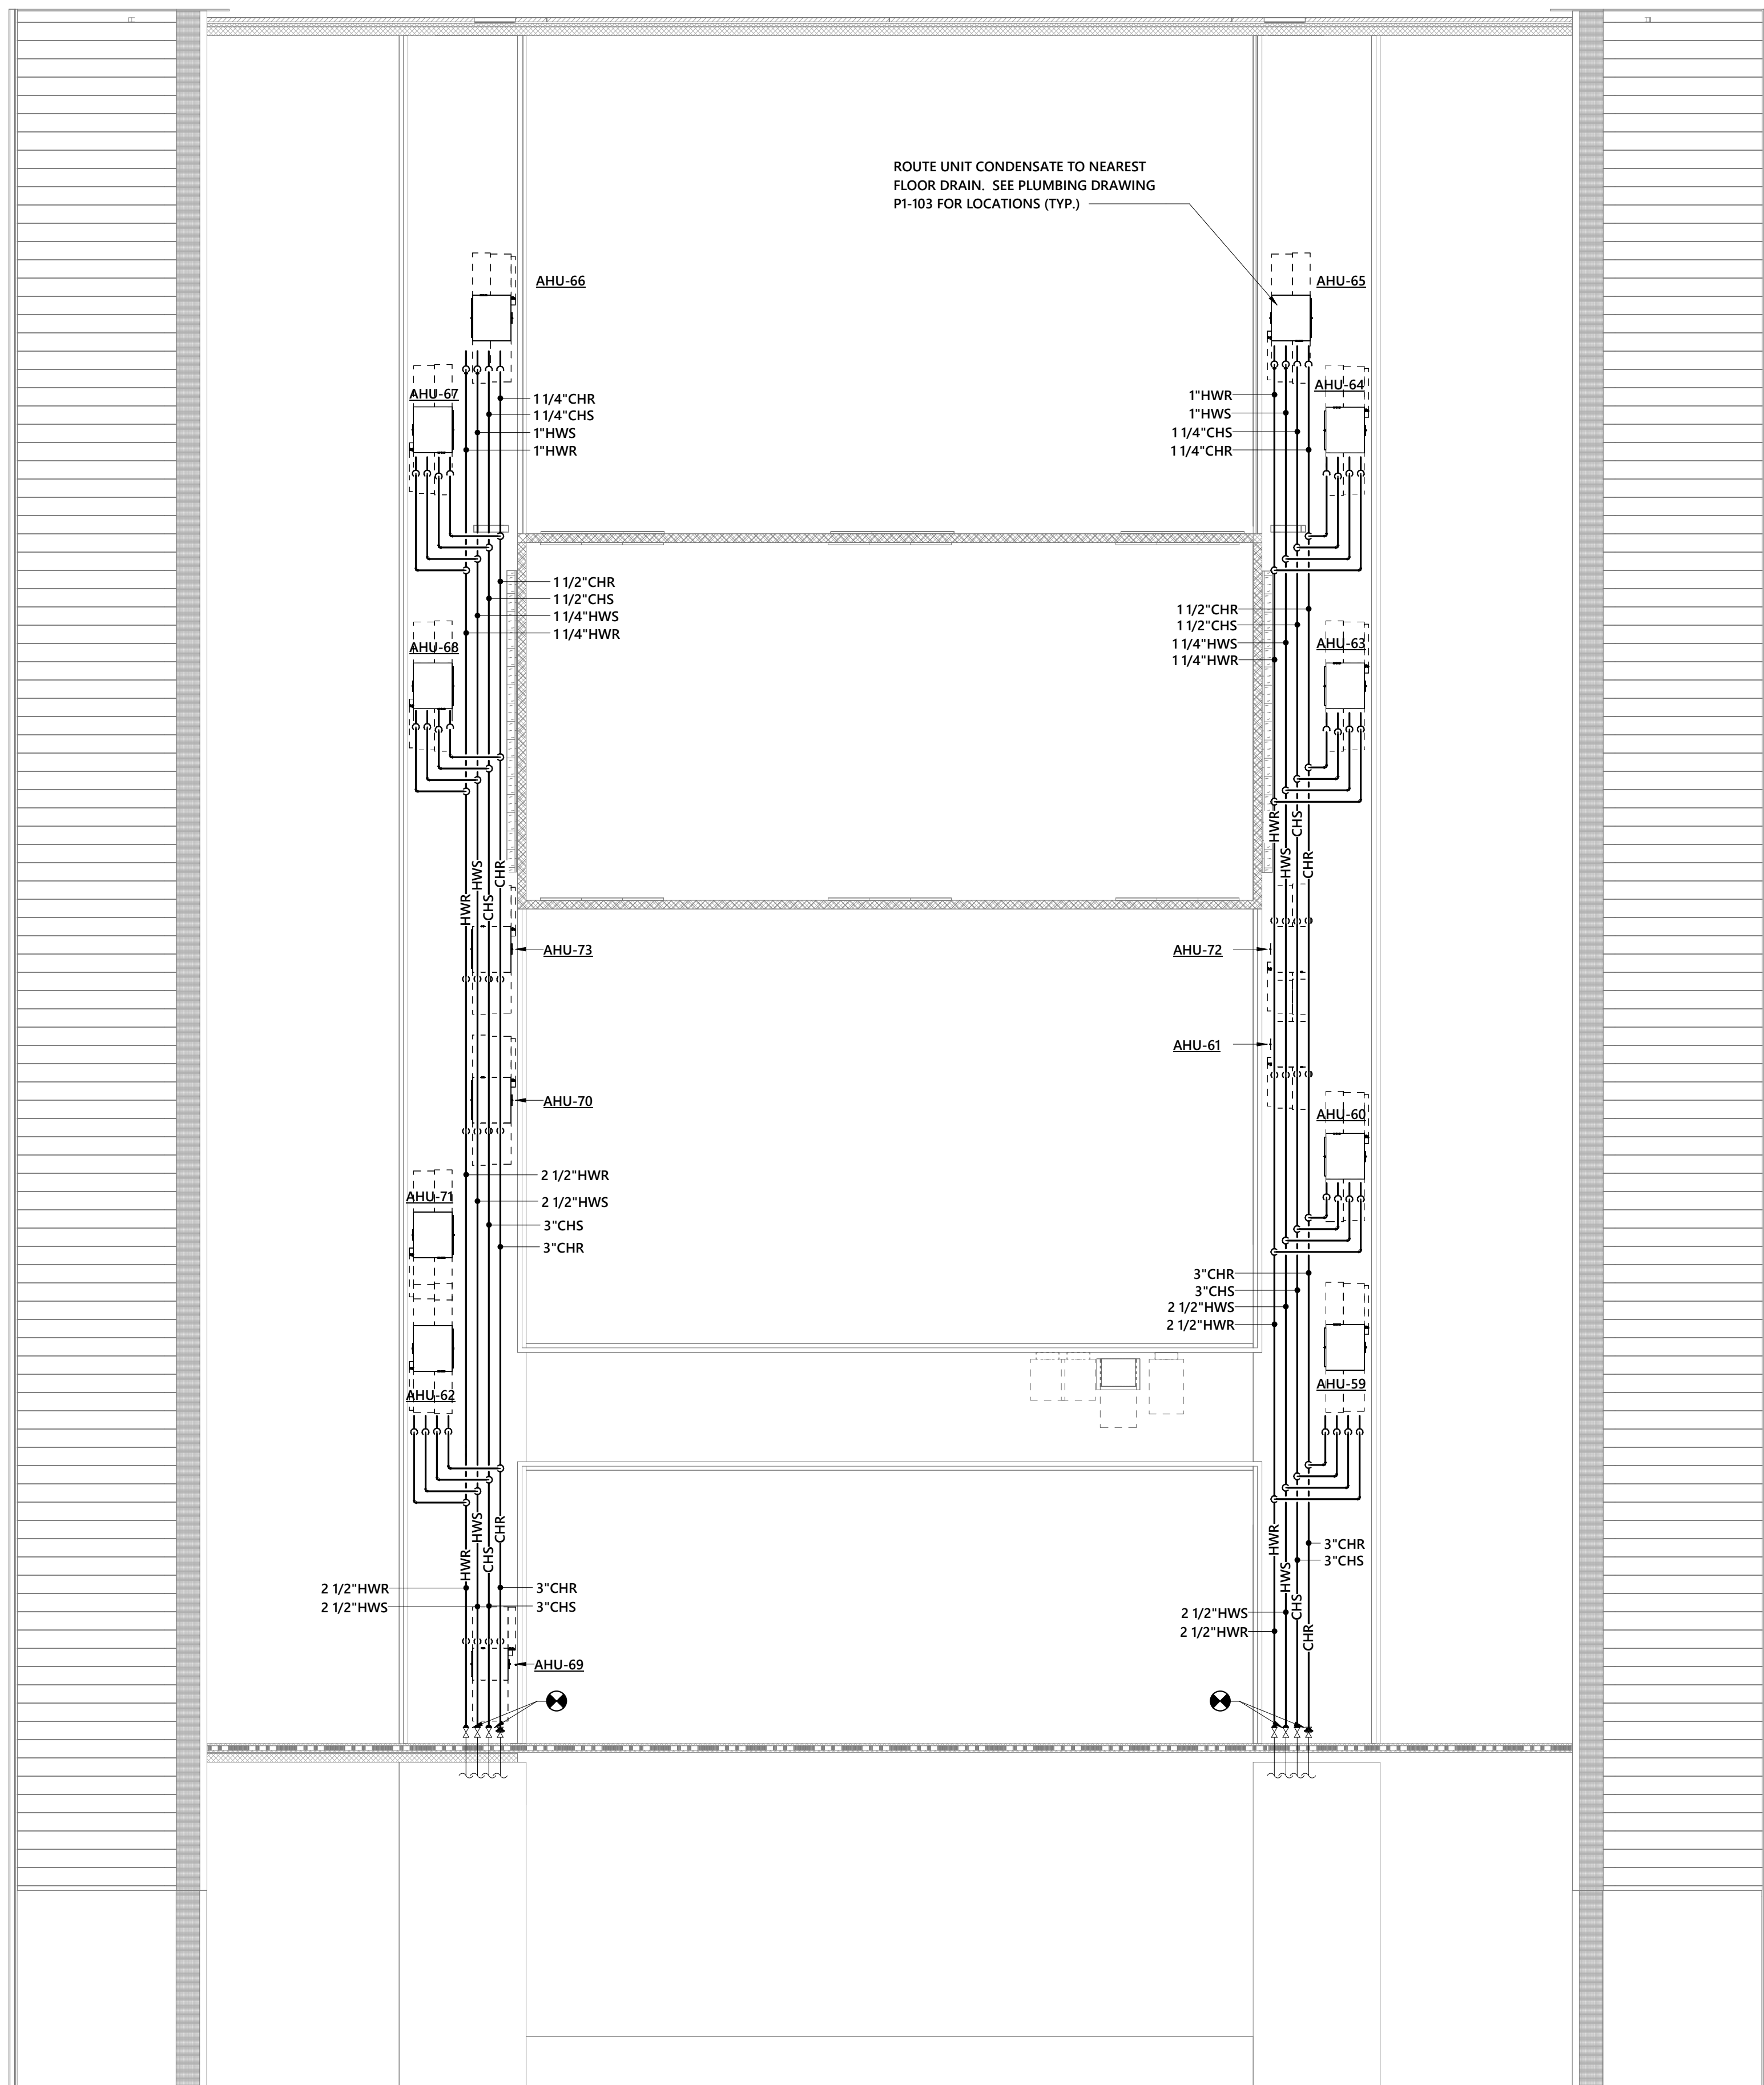 ROUTE UNIT CONDENSATE TO NEAREST
FLOOR DRAIN. SEE PLUMBING DRAWING
P1-103 FOR LOCATIONS (TYP.)
AHU-66
AHU-65
AHU-67
AHU-64
1 1/4"CHR
1 1/4"CHS
1"HWS
1"HWR
1"HWR
1"HWS
1 1/4"CHS
1 1/4"CHR
1 1/2"CHR
1 1/2"CHS
1 1/4"HWS
1 1/4"HWR
1 1/2"CHR
1 1/2"CHS
1 1/4"HWS
1 1/4"HWR
AHU-68
AHU-63
HWR
HWS
CHS
CHR
HWR
HWS
CHS
CHR
AHU-73
AHU-72
AHU-61
AHU-70
AHU-60
2 1/2"HWR
2 1/2"HWS
3"CHS
3"CHR
AHU-71
3"CHR
3"CHS
2 1/2"HWS
2 1/2"HWR
AHU-62
AHU-59
HWR
HWS
CHS
CHR
HWR
HWS
CHS
CHR
3"CHR
3"CHS
2 1/2"HWR
2 1/2"HWS
3"CHR
3"CHS
2 1/2"HWS
2 1/2"HWR
AHU-69